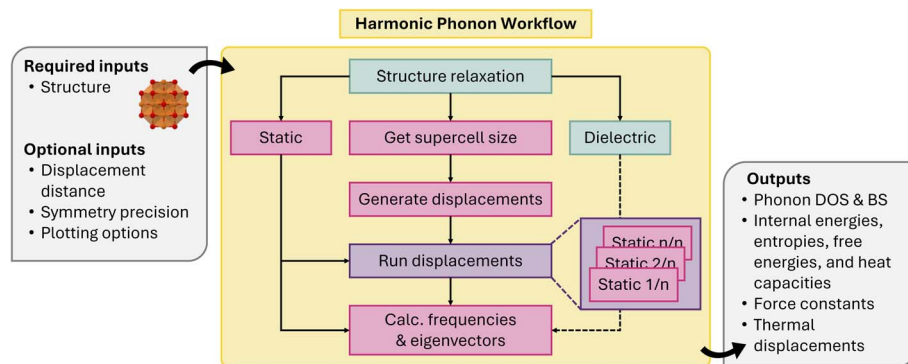 Harmonic Phonon Workflow
Required inputs
• Structure
Optional inputs
• Displacement
distance
• Symmetry precision
• Plotting options
Structure relaxation
Static
Get supercell size
Dielectric
Generate displacements
Run displacements
Static n/n
Static 2/n
Static 1/n
Calc. frequencies
& eigenvectors
Outputs
• Phonon DOS & BS
• Internal energies,
entropies, free
energies, and heat
capacities
• Force constants
• Thermal
displacements